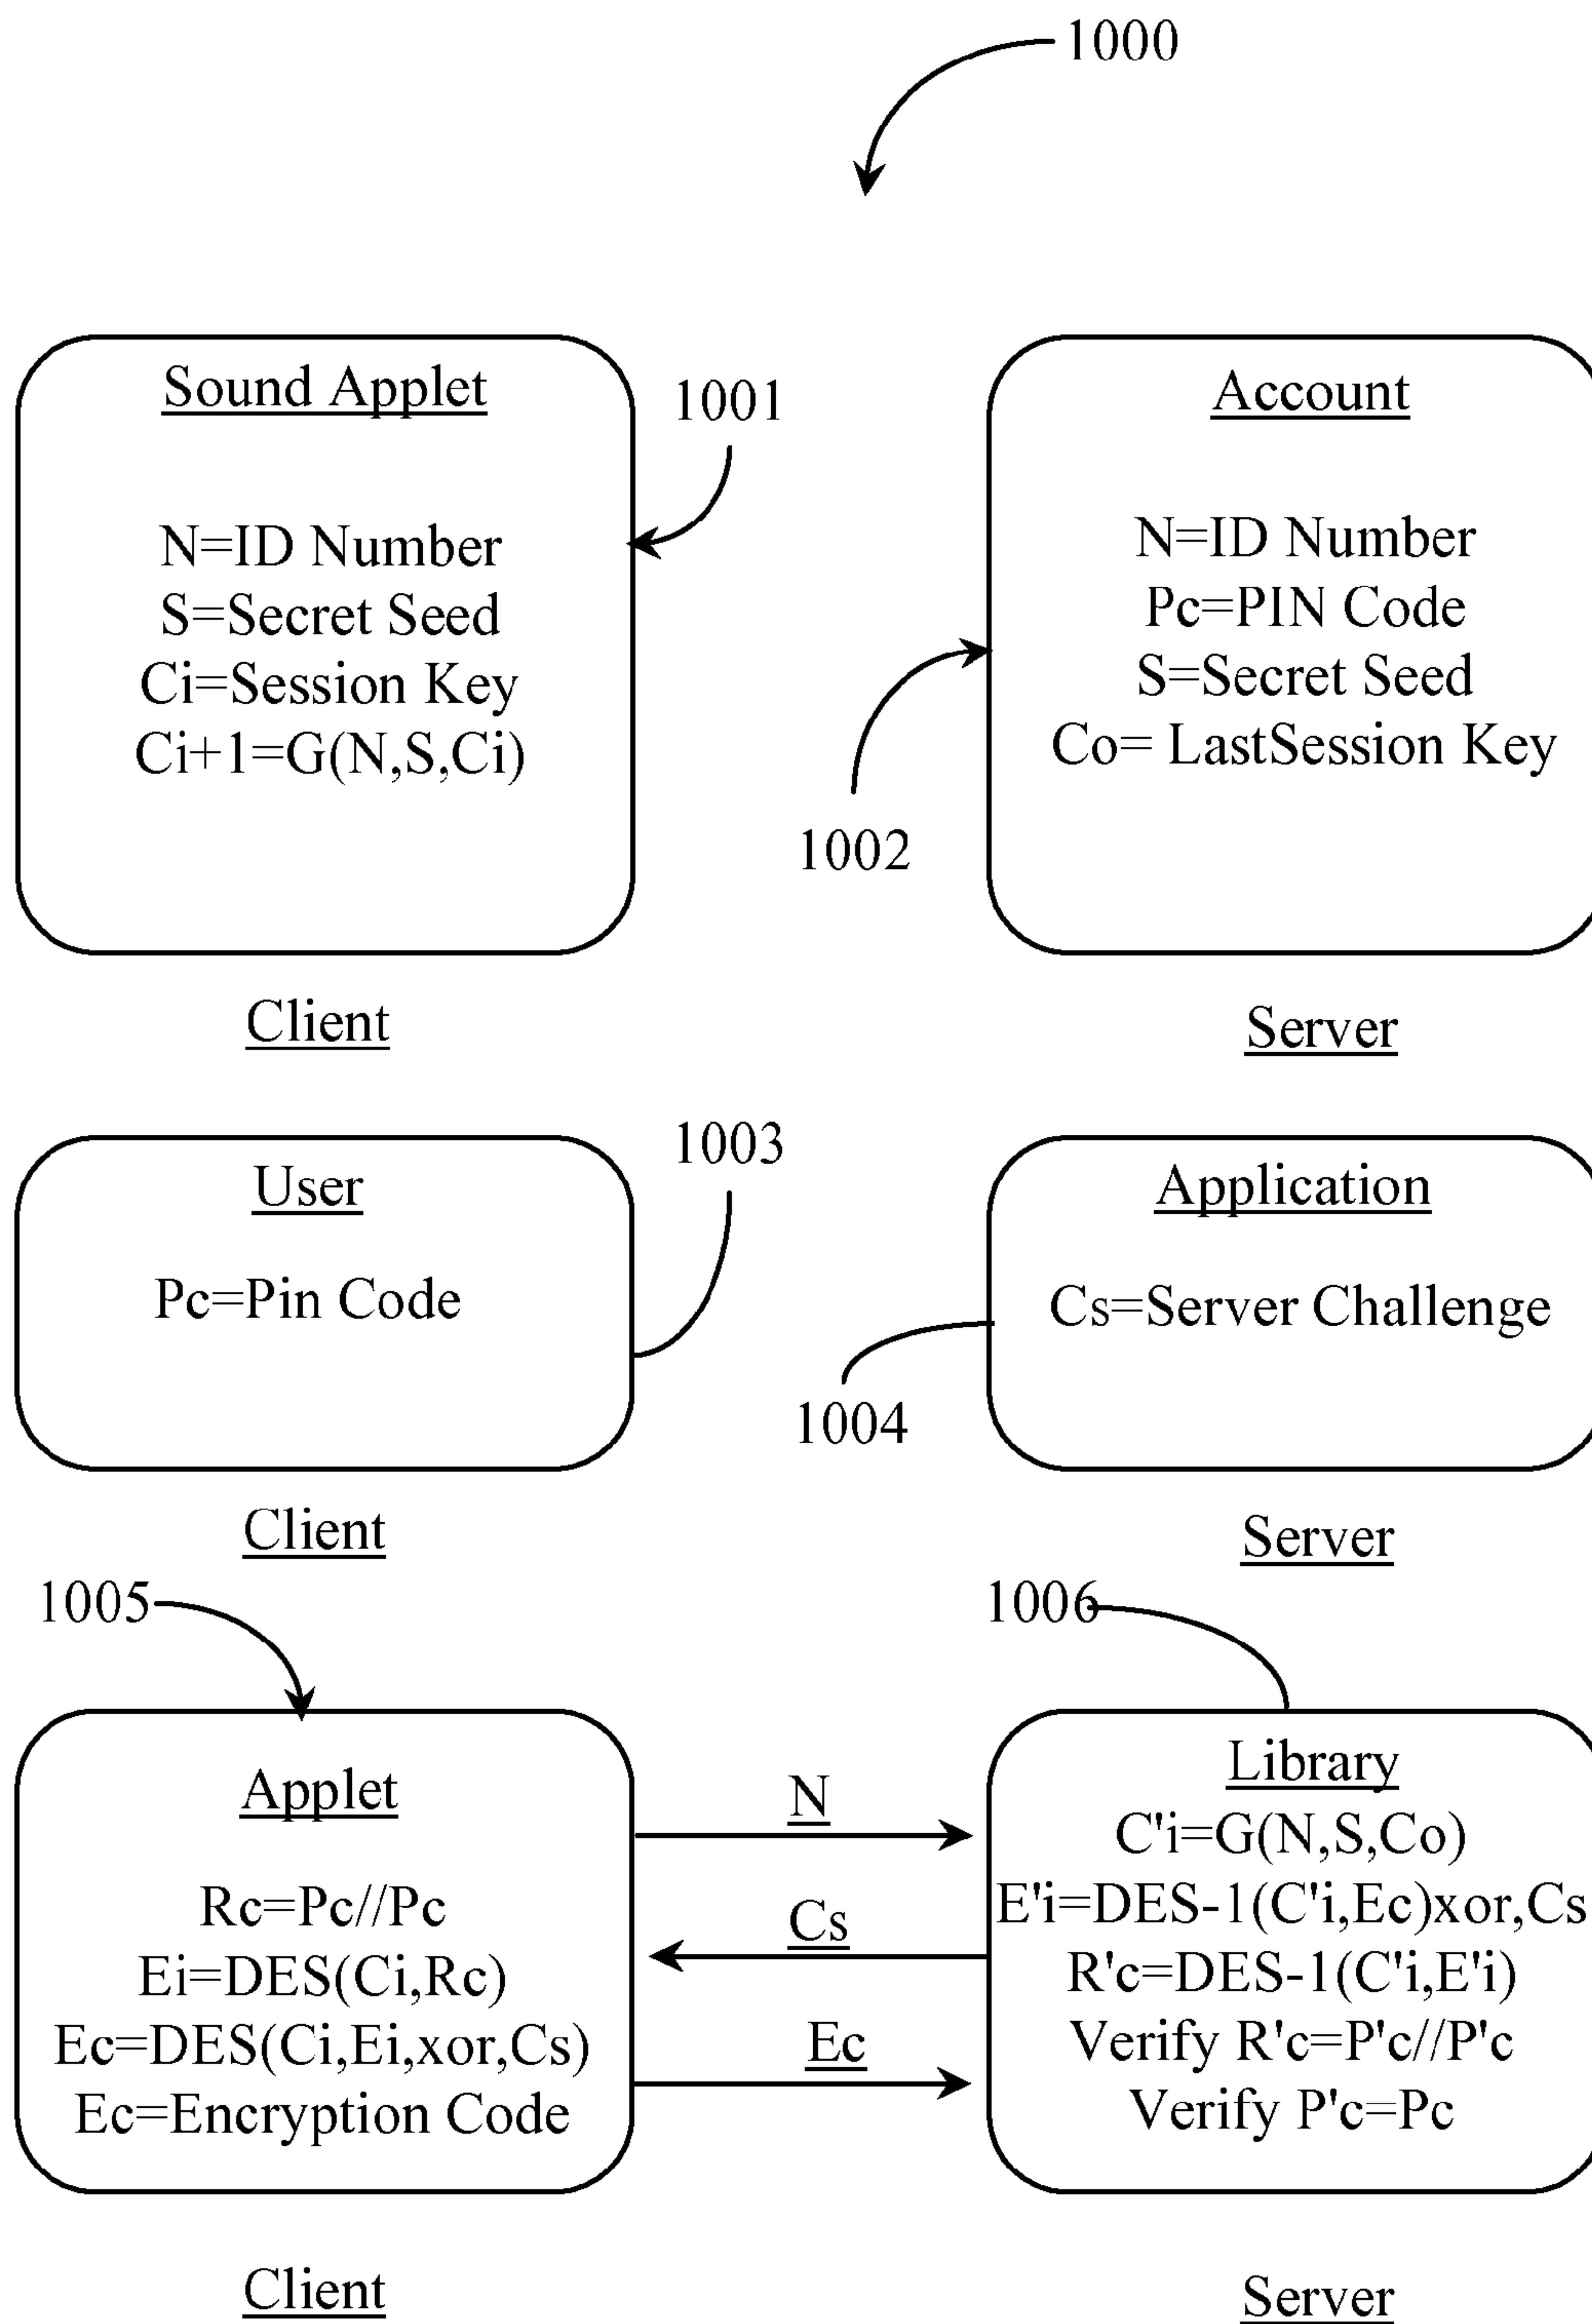 1000
Sound Applet
N=ID Number
S=Secret Seed
Ci=Session Key
Ci+1=G(N,S,Ci)
1001
Account
N=ID Number
Pc=PIN Code
S=Secret Seed
Co= LastSession Key
1002
Client
Server
User
Pc=Pin Code
1003
Application
Cs=Server Challenge
1004
Client
Server
1005
1006
Applet
Rc=Pc//Pc
Ei=DES(Ci,Rc)
Ec=DES(Ci,Ei,xor,Cs)
Ec=Encryption Code
N
Cs
Ec
Library
C'i=G(N,S,Co)
E'i=DES-1(C'i,Ec)xor,Cs
R'c=DES-1(C'i,E'i)
Verify R'c=P'c//P'c
Verify P'c=Pc
Client
Server